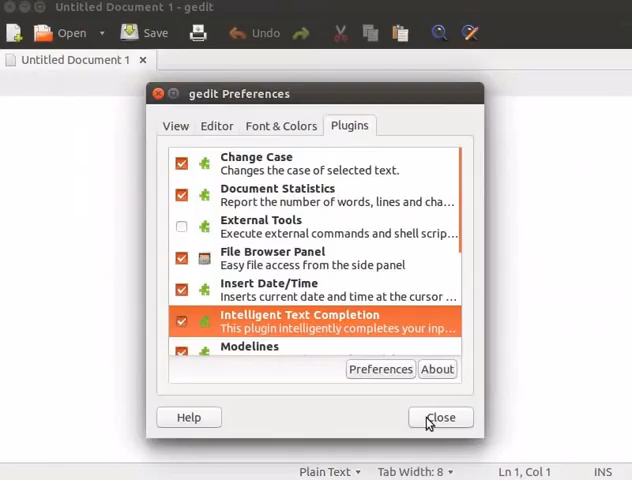 Untitled Document 1 - gedit
Open Save Undo
Untitled Document 1
gedit Preferences
View Editor Font & Colors Plugins
Change Case
Changes the case of selected text.
Document Statistics
Report the number of words, lines and cha...
External Tools
Execute external commands and shell scrip...
File Browser Panel
Easy file access from the side panel
Insert Date/Time
Inserts current date and time at the cursor ...
Intelligent Text Completion
This plugin intelligently completes your inp...
Modelines
Preferences About
Help Close
Plain Text Tab Width: 8 Ln 1, Col 1 INS